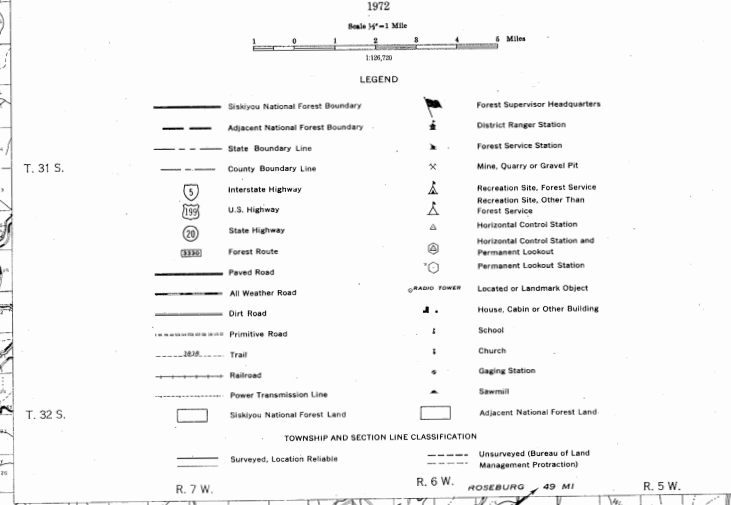 1972
Scale ½"=1 Mile
1 0 1 2 3 4 5 Miles
1:126,720
LEGEND
Siskiyou National Forest Boundary
Adjacent National Forest Boundary
State Boundary Line
T. 31 S.
County Boundary Line
5 Interstate Highway
199 U.S. Highway
20 State Highway
3330 Forest Route
Paved Road
All Weather Road
Dirt Road
Primitive Road
3838 Trail
Railroad
Power Transmission Line
T. 32 S.
Siskiyou National Forest Land
Forest Supervisor Headquarters
District Ranger Station
Forest Service Station
Mine, Quarry or Gravel Pit
Recreation Site, Forest Service
Recreation Site, Other Than
Forest Service
Horizontal Control Station
Horizontal Control Station and
Permanent Lookout
Permanent Lookout Station
RADIO TOWER Located or Landmark Object
House, Cabin or Other Building
School
Church
Gaging Station
Sawmill
Adjacent National Forest Land
TOWNSHIP AND SECTION LINE CLASSIFICATION
Surveyed, Location Reliable
Unsurveyed (Bureau of Land
Management Protraction)
R. 7 W.
R. 6 W.
ROSEBURG 49 MI
R. 5 W.